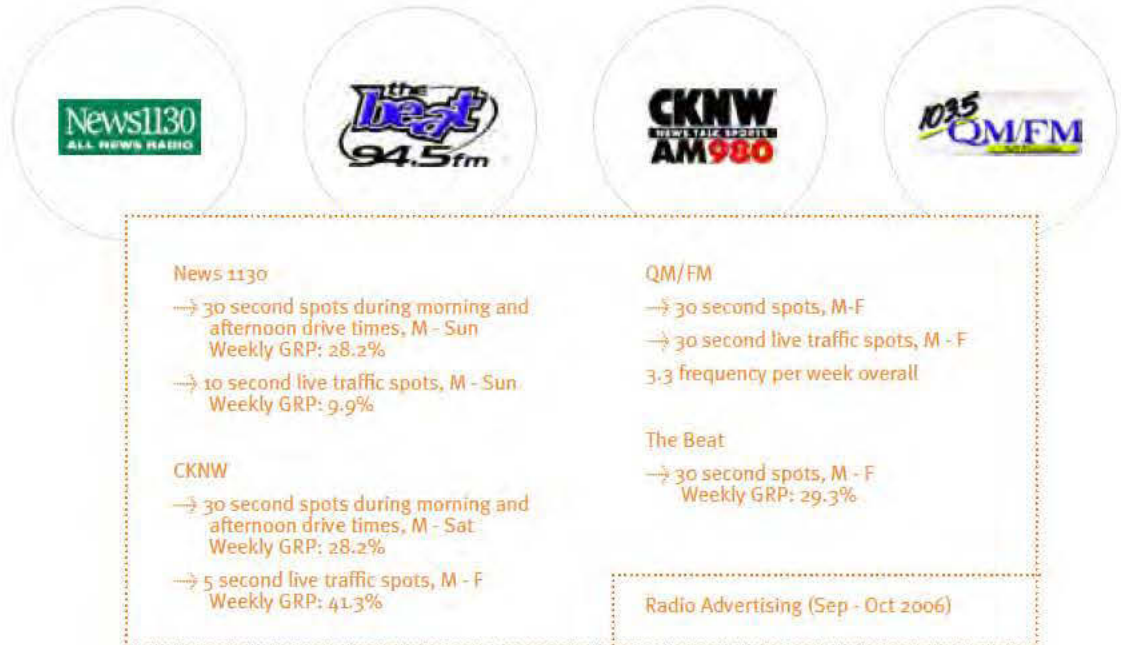 News1130
ALL NEWS RADIO
the
beat
94.5fm
CKNW
NEWS TALK SPORTS
AM980
103.5
QM/FM
News 1130
→ 30 second spots during morning and
afternoon drive times, M - Sun
Weekly GRP: 28.2%
→ 10 second live traffic spots, M - Sun
Weekly GRP: 9.9%
CKNW
→ 30 second spots during morning and
afternoon drive times, M - Sat
Weekly GRP: 28.2%
→ 5 second live traffic spots, M - F
Weekly GRP: 41.3%
QM/FM
→ 30 second spots, M-F
→ 30 second live traffic spots, M - F
3.3 frequency per week overall
The Beat
→ 30 second spots, M - F
Weekly GRP: 29.3%
Radio Advertising (Sep - Oct 2006)